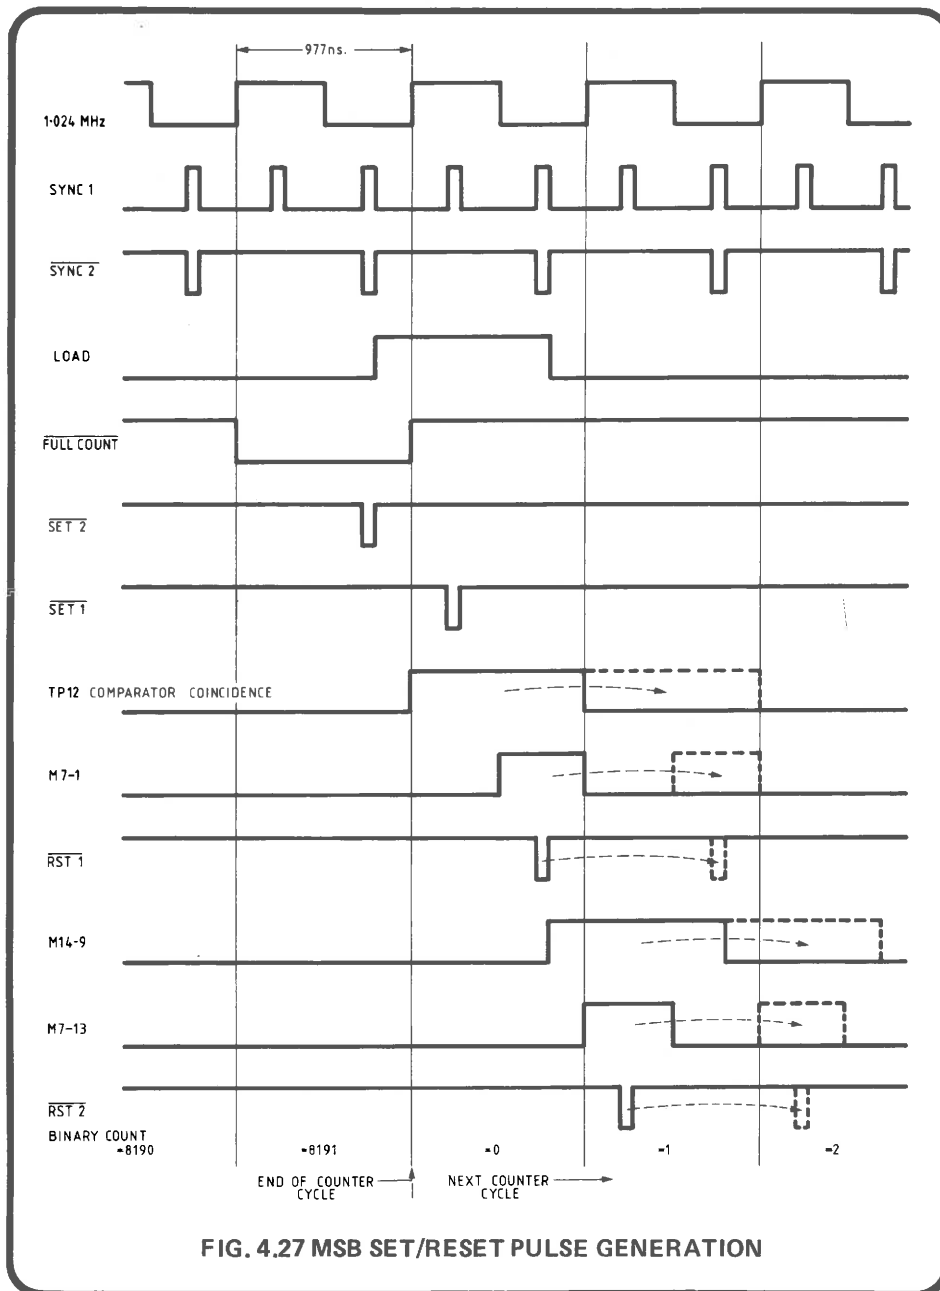 977ns.
1·024 MHz
SYNC 1
SYNC 2
LOAD
FULL COUNT
SET 2
SET 1
TP12 COMPARATOR COINCIDENCE
M7-1
RST 1
M14-9
M7-13
RST 2
BINARY COUNT
=8190 =8191 =0 =1 =2
END OF COUNTER CYCLE
NEXT COUNTER CYCLE
FIG. 4.27 MSB SET/RESET PULSE GENERATION